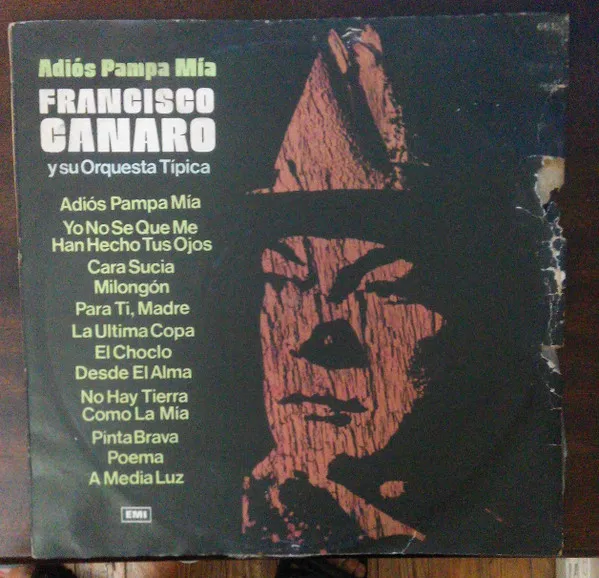 Adiós Pampa Mía
FRANCISCO
CANARO
y su Orquesta Típica
Adiós Pampa Mía
Yo No Se Que Me
Han Hecho Tus Ojos
Cara Sucia
Milongón
Para Ti, Madre
La Ultima Copa
El Choclo
Desde El Alma
No Hay Tierra
Como La Mía
Pinta Brava
Poema
A Media Luz
EMI